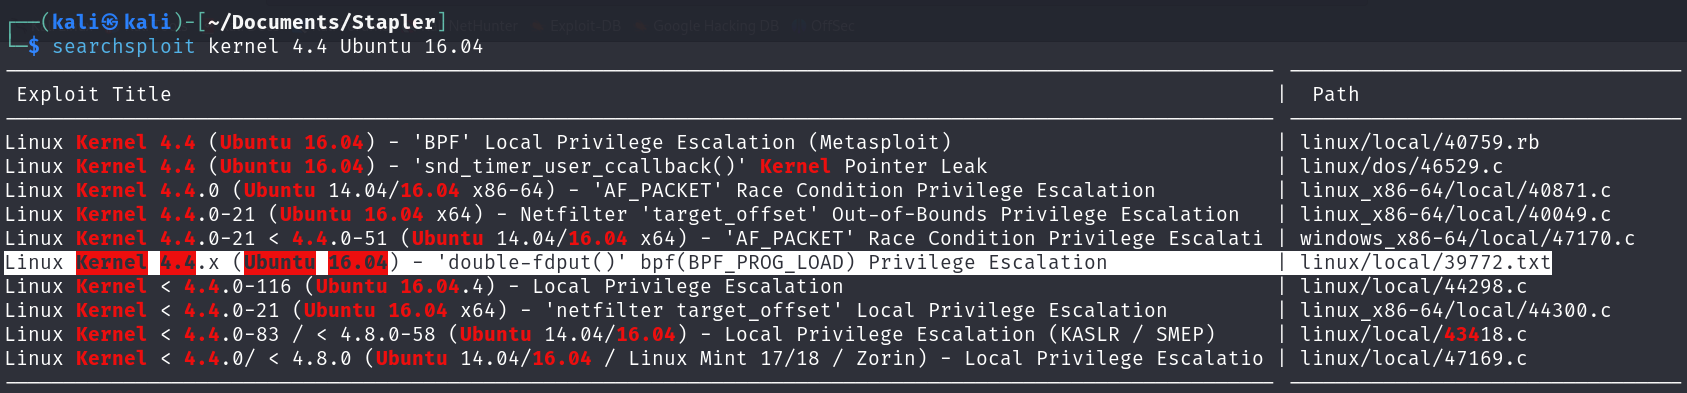 (kali㉿kali)-[~/Documents/Stapler]
NetHunter Exploit-DB Google Hacking DB OffSec
$ searchsploit kernel 4.4 Ubuntu 16.04
Exploit Title | Path
Linux Kernel 4.4 (Ubuntu 16.04) - 'BPF' Local Privilege Escalation (Metasploit) | linux/local/40759.rb
Linux Kernel 4.4 (Ubuntu 16.04) - 'snd_timer_user_ccallback()' Kernel Pointer Leak | linux/dos/46529.c
Linux Kernel 4.4.0 (Ubuntu 14.04/16.04 x86-64) - 'AF_PACKET' Race Condition Privilege Escalation | linux_x86-64/local/40871.c
Linux Kernel 4.4.0-21 (Ubuntu 16.04 x64) - Netfilter 'target_offset' Out-of-Bounds Privilege Escalation | linux_x86-64/local/40049.c
Linux Kernel 4.4.0-21 < 4.4.0-51 (Ubuntu 14.04/16.04 x64) - 'AF_PACKET' Race Condition Privilege Escalati | windows_x86-64/local/47170.c
Linux Kernel 4.4.x (Ubuntu 16.04) - 'double-fdput()' bpf(BPF_PROG_LOAD) Privilege Escalation | linux/local/39772.txt
Linux Kernel < 4.4.0-116 (Ubuntu 16.04.4) - Local Privilege Escalation | linux/local/44298.c
Linux Kernel < 4.4.0-21 (Ubuntu 16.04 x64) - 'netfilter target_offset' Local Privilege Escalation | linux_x86-64/local/44300.c
Linux Kernel < 4.4.0-83 / < 4.8.0-58 (Ubuntu 14.04/16.04) - Local Privilege Escalation (KASLR / SMEP) | linux/local/43418.c
Linux Kernel < 4.4.0/ < 4.8.0 (Ubuntu 14.04/16.04 / Linux Mint 17/18 / Zorin) - Local Privilege Escalatio | linux/local/47169.c